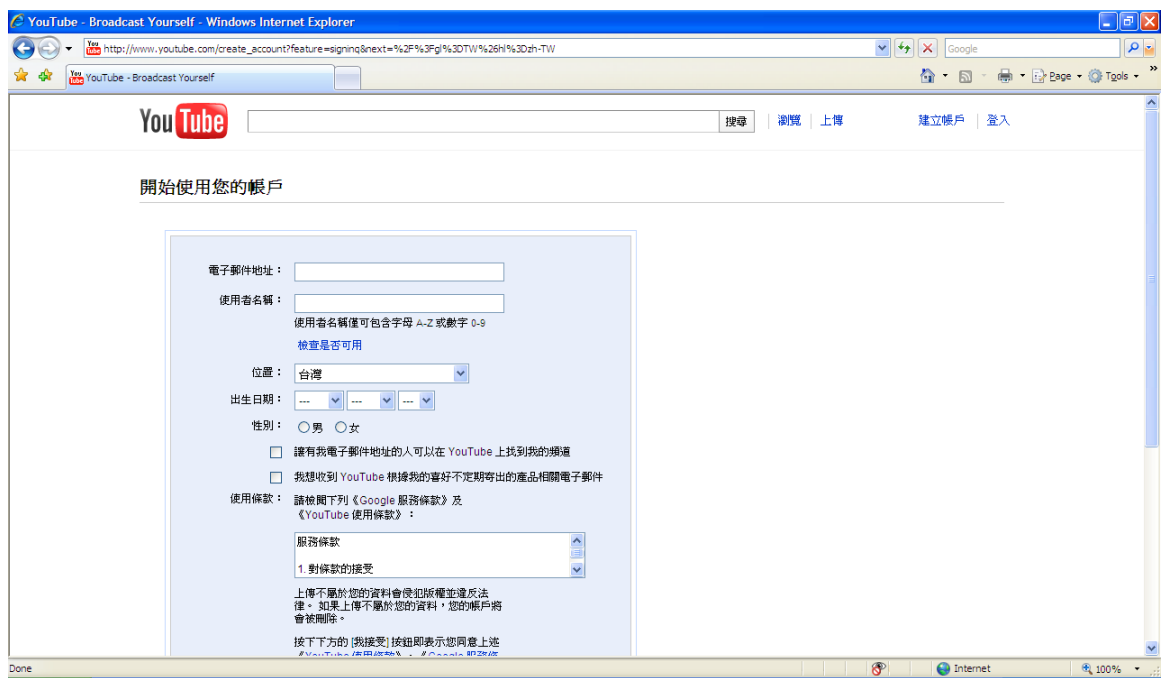 YouTube - Broadcast Yourself - Windows Internet Explorer
http://www.youtube.com/create_account?feature=signinq&next=%2F%3Fgl%3DTW%26hl%3Dzh-TW
Google
YouTube - Broadcast Yourself
Page
Tools
YouTube
搜尋
瀏覽
上傳
建立帳戶
登入
開始使用您的帳戶
電子郵件地址：
使用者名稱：
使用者名稱僅可包含字母 A-Z 或數字 0-9
檢查是否可用
位置：
台灣
出生日期：
--- --- ---
性別：
男 女
讓有我電子郵件地址的人可以在 YouTube 上找到我的頻道
我想收到 YouTube 根據我的喜好不定期寄出的產品相關電子郵件
使用條款：
請檢閱下列《Google 服務條款》及
《YouTube 使用條款》：
服務條款
1. 對條款的接受
上傳不屬於您的資料會侵犯版權並違反法
律。 如果上傳不屬於您的資料，您的帳戶將
會被刪除。
按下下方的 [我接受] 按鈕即表示您同意上述
《YouTube 使用條款》、《Google 服務條
Done
Internet
100%